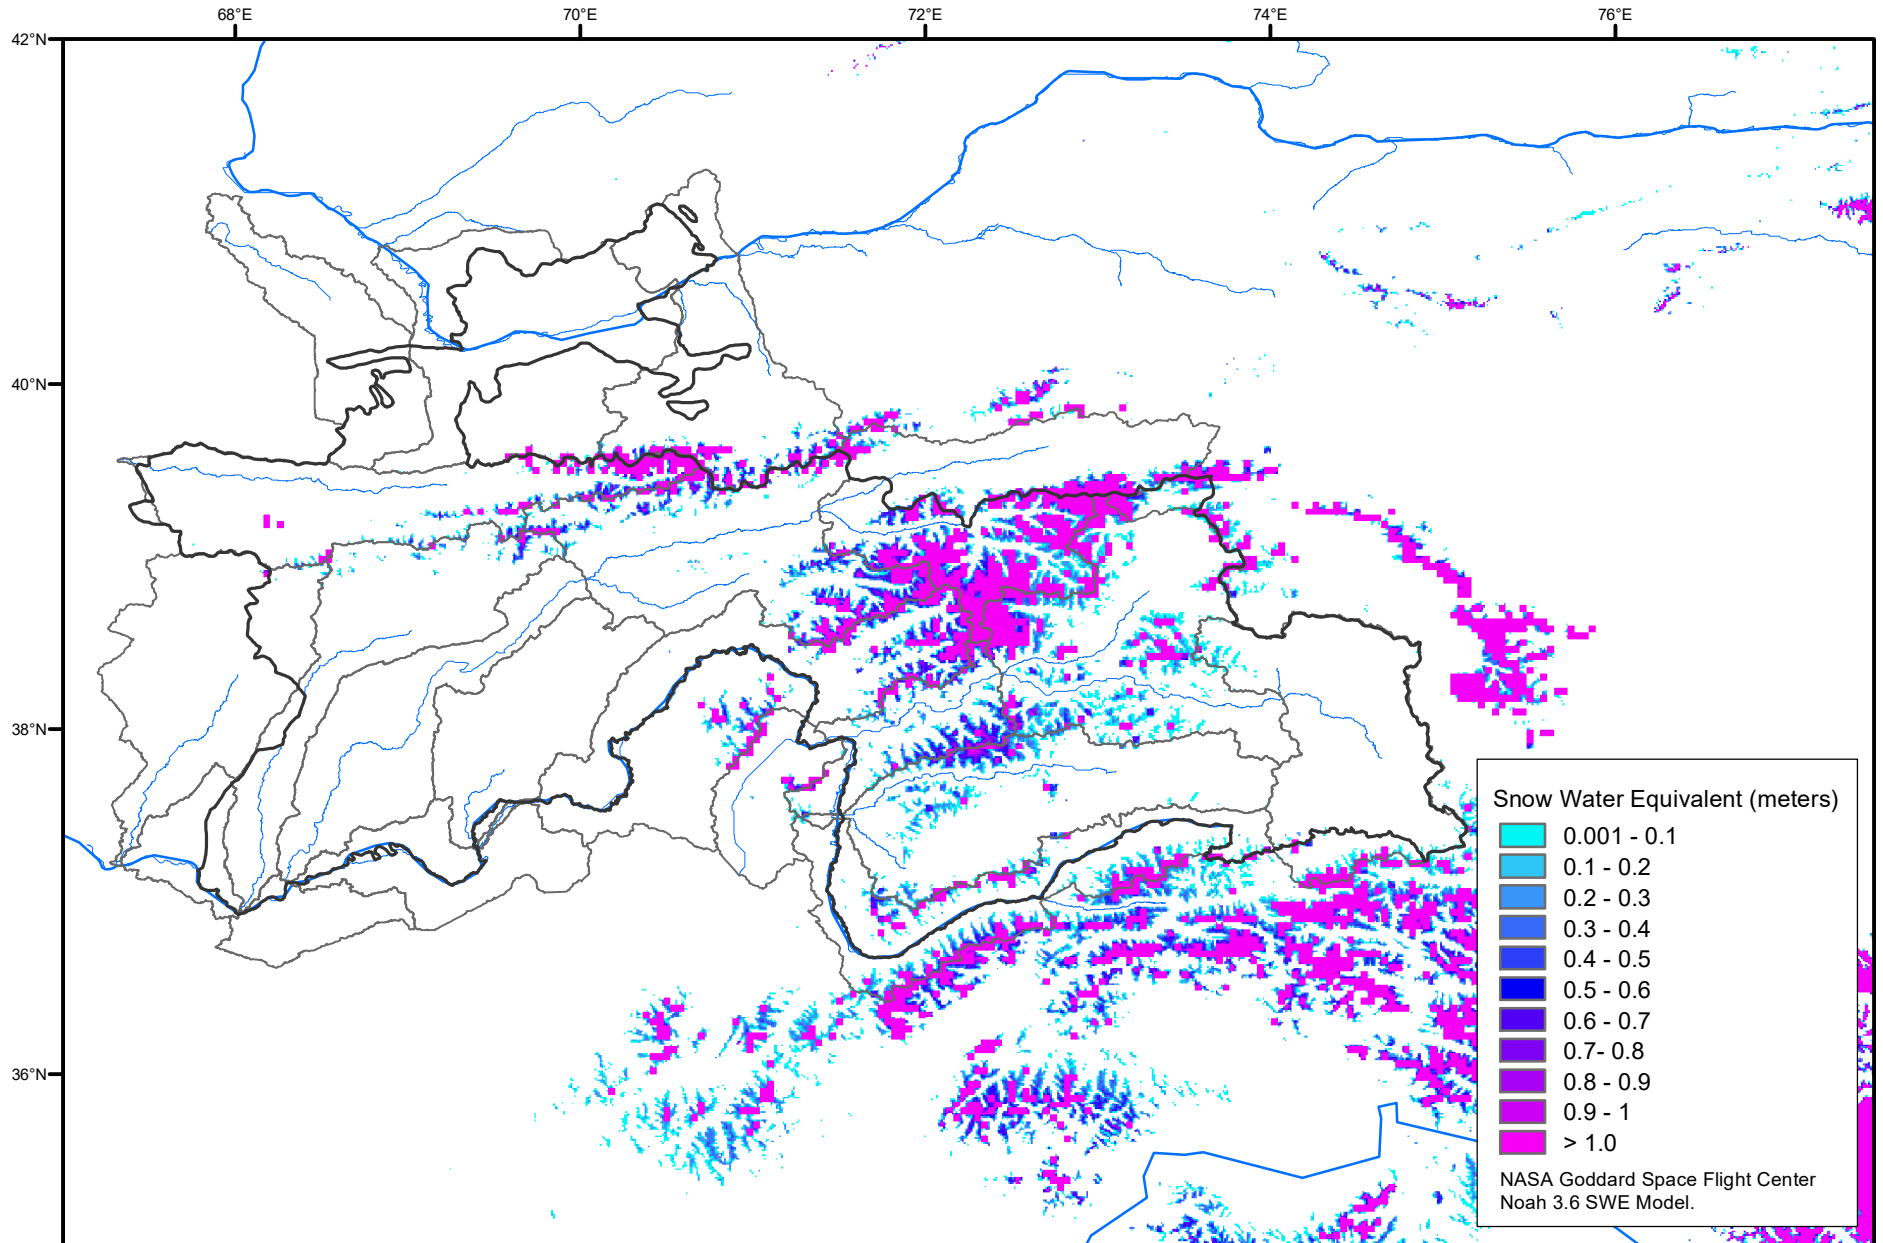 68°E 70°E 72°E 74°E 76°E
42°N
40°N
38°N
36°N
Snow Water Equivalent (meters)
0.001 - 0.1
0.1 - 0.2
0.2 - 0.3
0.3 - 0.4
0.4 - 0.5
0.5 - 0.6
0.6 - 0.7
0.7- 0.8
0.8 - 0.9
0.9 - 1
> 1.0
NASA Goddard Space Flight Center
Noah 3.6 SWE Model.